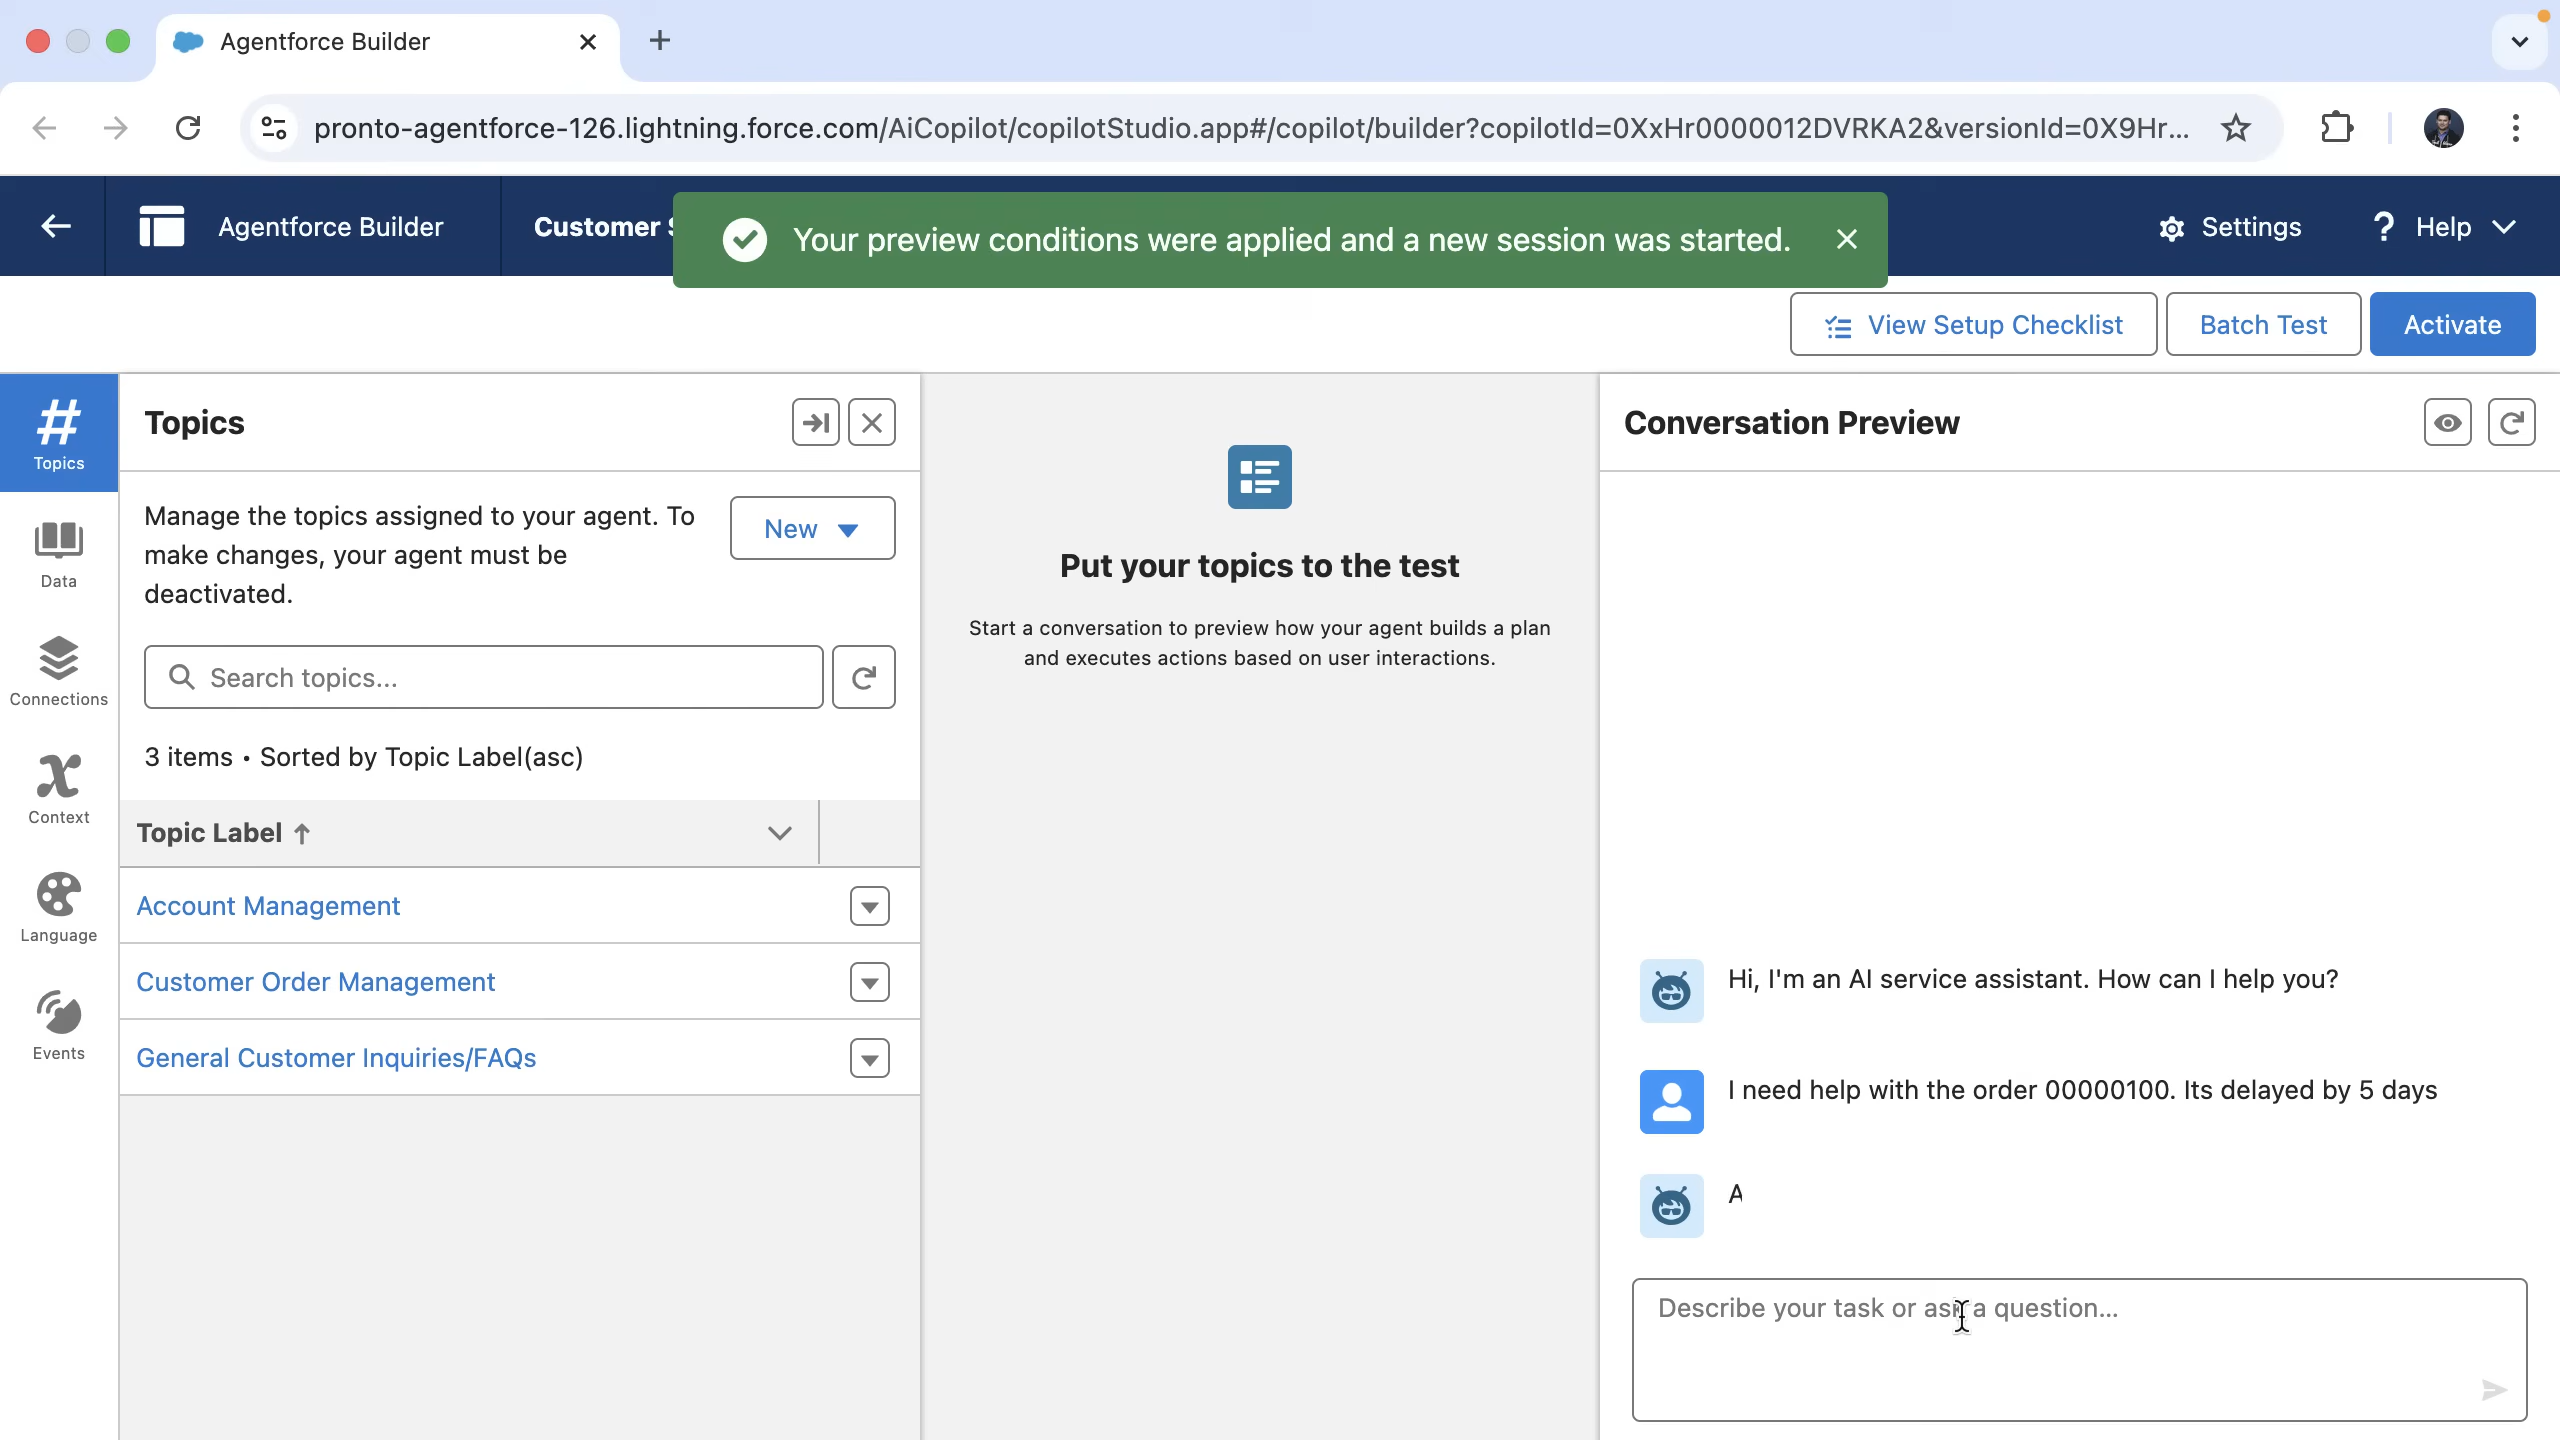 Agentforce Builder
pronto-agentforce-126.lightning.force.com/AiCopilot/copilotStudio.app#/copilot/builder?copilotId=0XxHr0000012DVRKA2&versionId=0X9Hr...
Agentforce Builder
Customer S
Your preview conditions were applied and a new session was started.
Settings
? Help
View Setup Checklist
Batch Test
Activate
Topics
Data
Connections
Context
Language
Events
Topics
Manage the topics assigned to your agent. To
make changes, your agent must be
deactivated.
New
Search topics...
3 items • Sorted by Topic Label(asc)
Topic Label ↑
Account Management
Customer Order Management
General Customer Inquiries/FAQs
Put your topics to the test
Start a conversation to preview how your agent builds a plan
and executes actions based on user interactions.
Conversation Preview
Hi, I'm an AI service assistant. How can I help you?
I need help with the order 00000100. Its delayed by 5 days
A
Describe your task or ask a question...